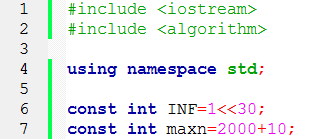 1 #include <iostream>
2 #include <algorithm>
3
4 using namespace std;
5
6 const int INF=1<<30;
7 const int maxn=2000+10;